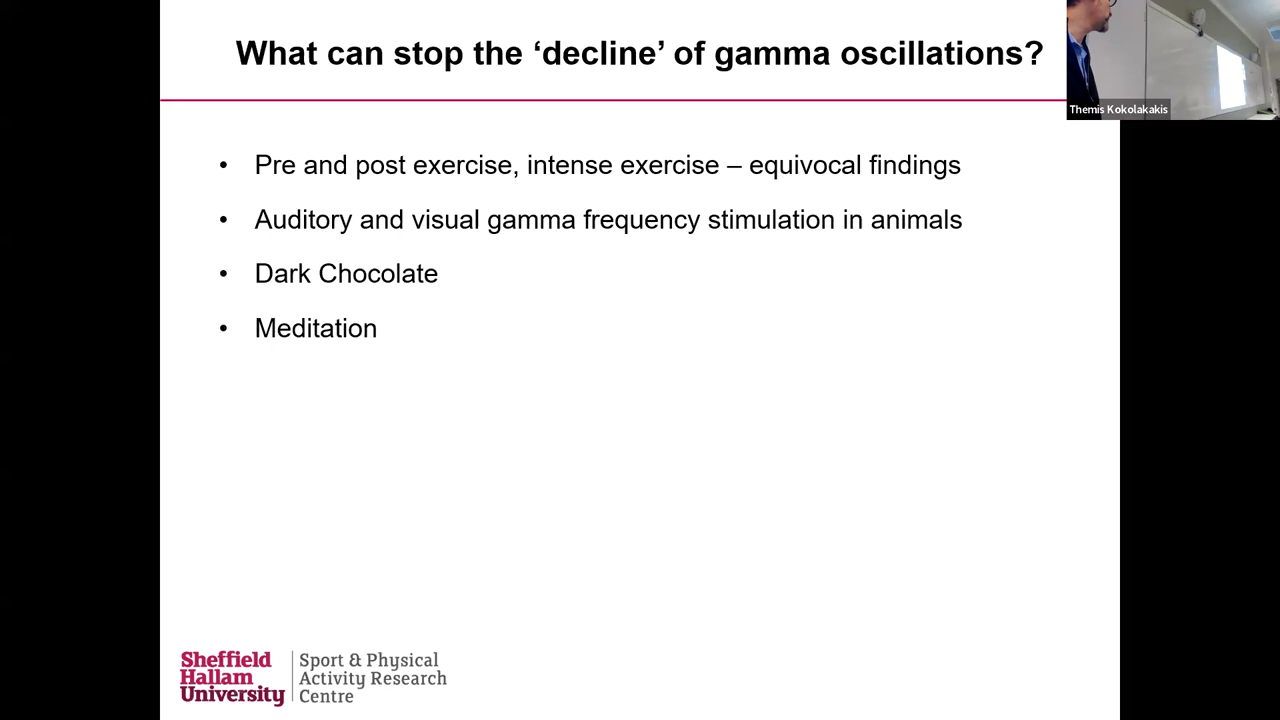 What can stop the ‘decline’ of gamma oscillations?
Themis Kokolakakis
• Pre and post exercise, intense exercise – equivocal findings
• Auditory and visual gamma frequency stimulation in animals
• Dark Chocolate
• Meditation
Sheffield
Hallam
University
Sport & Physical
Activity Research
Centre